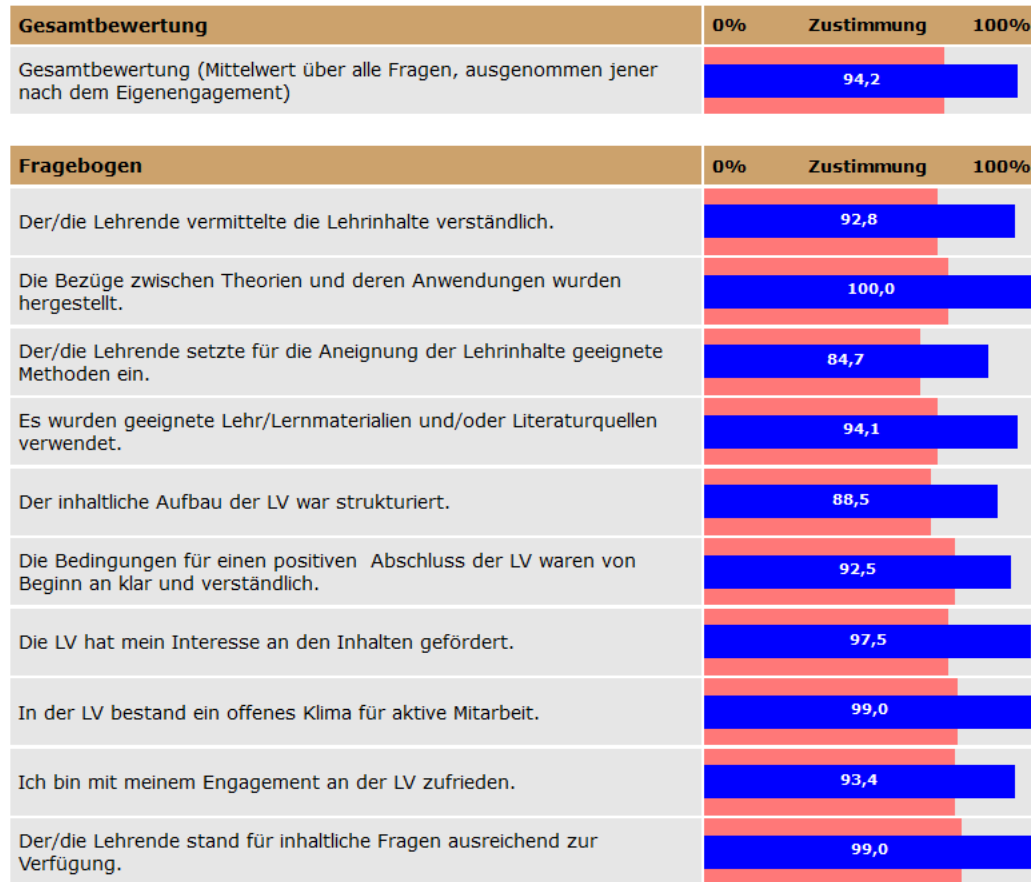 Gesamtbewertung 0% Zustimmung 100%
Gesamtbewertung (Mittelwert über alle Fragen, ausgenommen jener
nach dem Eigenengagement)
94,2
Fragebogen 0% Zustimmung 100%
Der/die Lehrende vermittelte die Lehrinhalte verständlich.
92,8
Die Bezüge zwischen Theorien und deren Anwendungen wurden
hergestellt.
100,0
Der/die Lehrende setzte für die Aneignung der Lehrinhalte geeignete
Methoden ein.
84,7
Es wurden geeignete Lehr/Lernmaterialien und/oder Literaturquellen
verwendet.
94,1
Der inhaltliche Aufbau der LV war strukturiert.
88,5
Die Bedingungen für einen positiven  Abschluss der LV waren von
Beginn an klar und verständlich.
92,5
Die LV hat mein Interesse an den Inhalten gefördert.
97,5
In der LV bestand ein offenes Klima für aktive Mitarbeit.
99,0
Ich bin mit meinem Engagement an der LV zufrieden.
93,4
Der/die Lehrende stand für inhaltliche Fragen ausreichend zur
Verfügung.
99,0